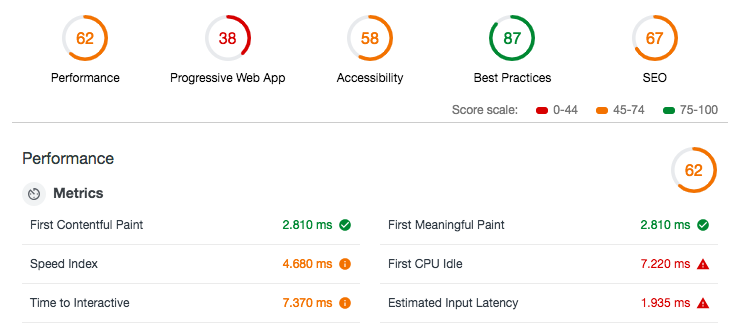 62 38 58 87 67
Performance Progressive Web App Accessibility Best Practices SEO
Score scale: 0-44 45-74 75-100
Performance 62
Metrics
First Contentful Paint 2.810 ms First Meaningful Paint 2.810 ms
Speed Index 4.680 ms First CPU Idle 7.220 ms
Time to Interactive 7.370 ms Estimated Input Latency 1.935 ms